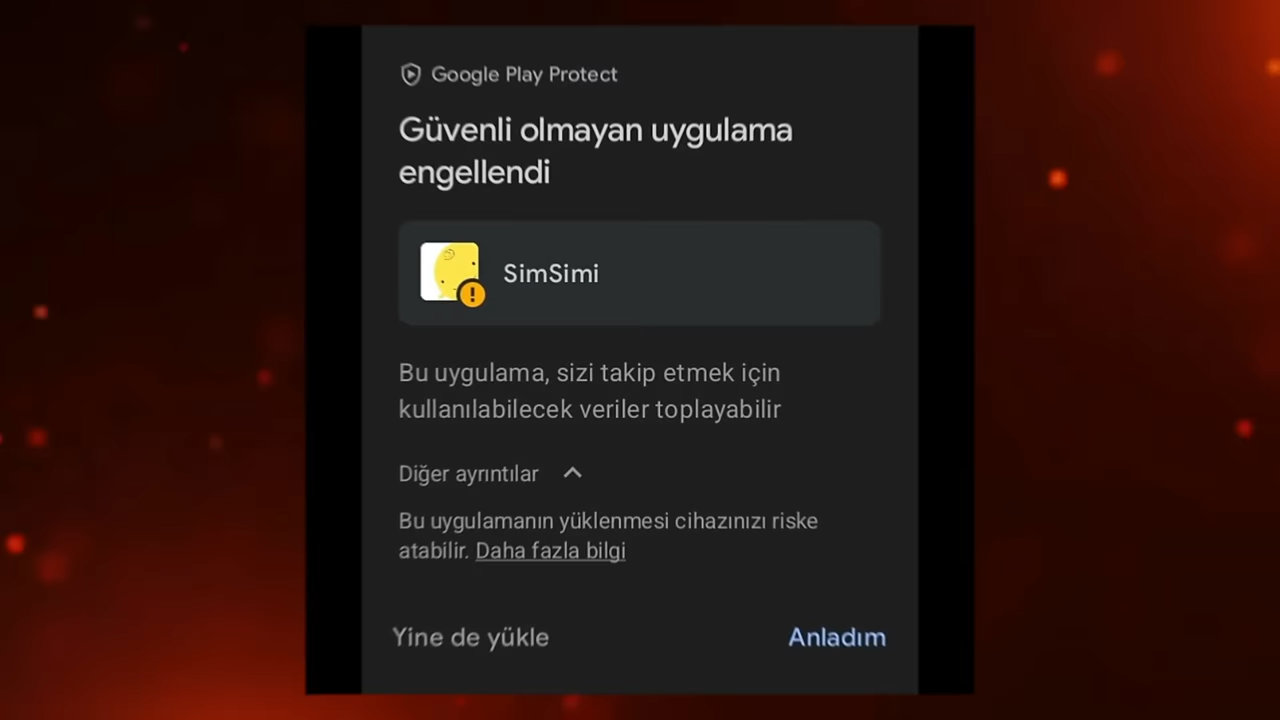 Google Play Protect
Güvenli olmayan uygulama
engellendi
SimSimi
Bu uygulama, sizi takip etmek için
kullanılabilecek veriler toplayabilir
Diğer ayrıntılar
Bu uygulamanın yüklenmesi cihazınızı riske
atabilir. Daha fazla bilgi
Yine de yükle
Anladım